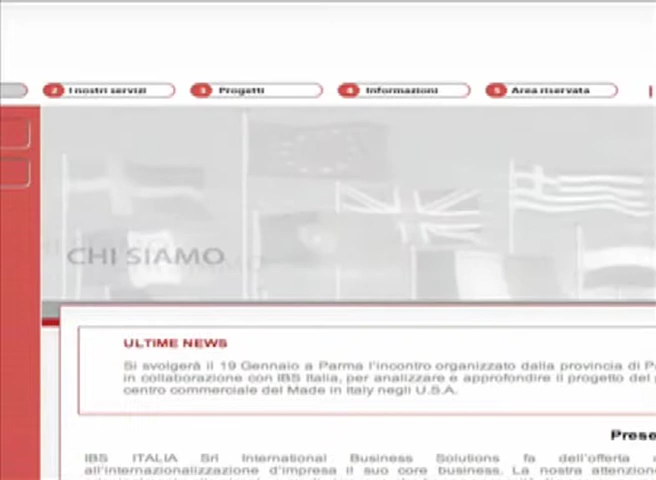 2 I nostri servizi 3 Progetti 4 Informazioni 5 Area riservata
CHI SIAMO
ULTIME NEWS
Si svolgerà il 19 Gennaio a Parma l'incontro organizzato dalla provincia di
in collaborazione con IBS Italia, per analizzare e approfondire il progetto del
centro commerciale del Made in Italy negli U.S.A.
Prese
IBS ITALIA Srl International Business Solutions fa dell'offerta
all'internazionalizzazione d'impresa il suo core business. La nostra attenzion